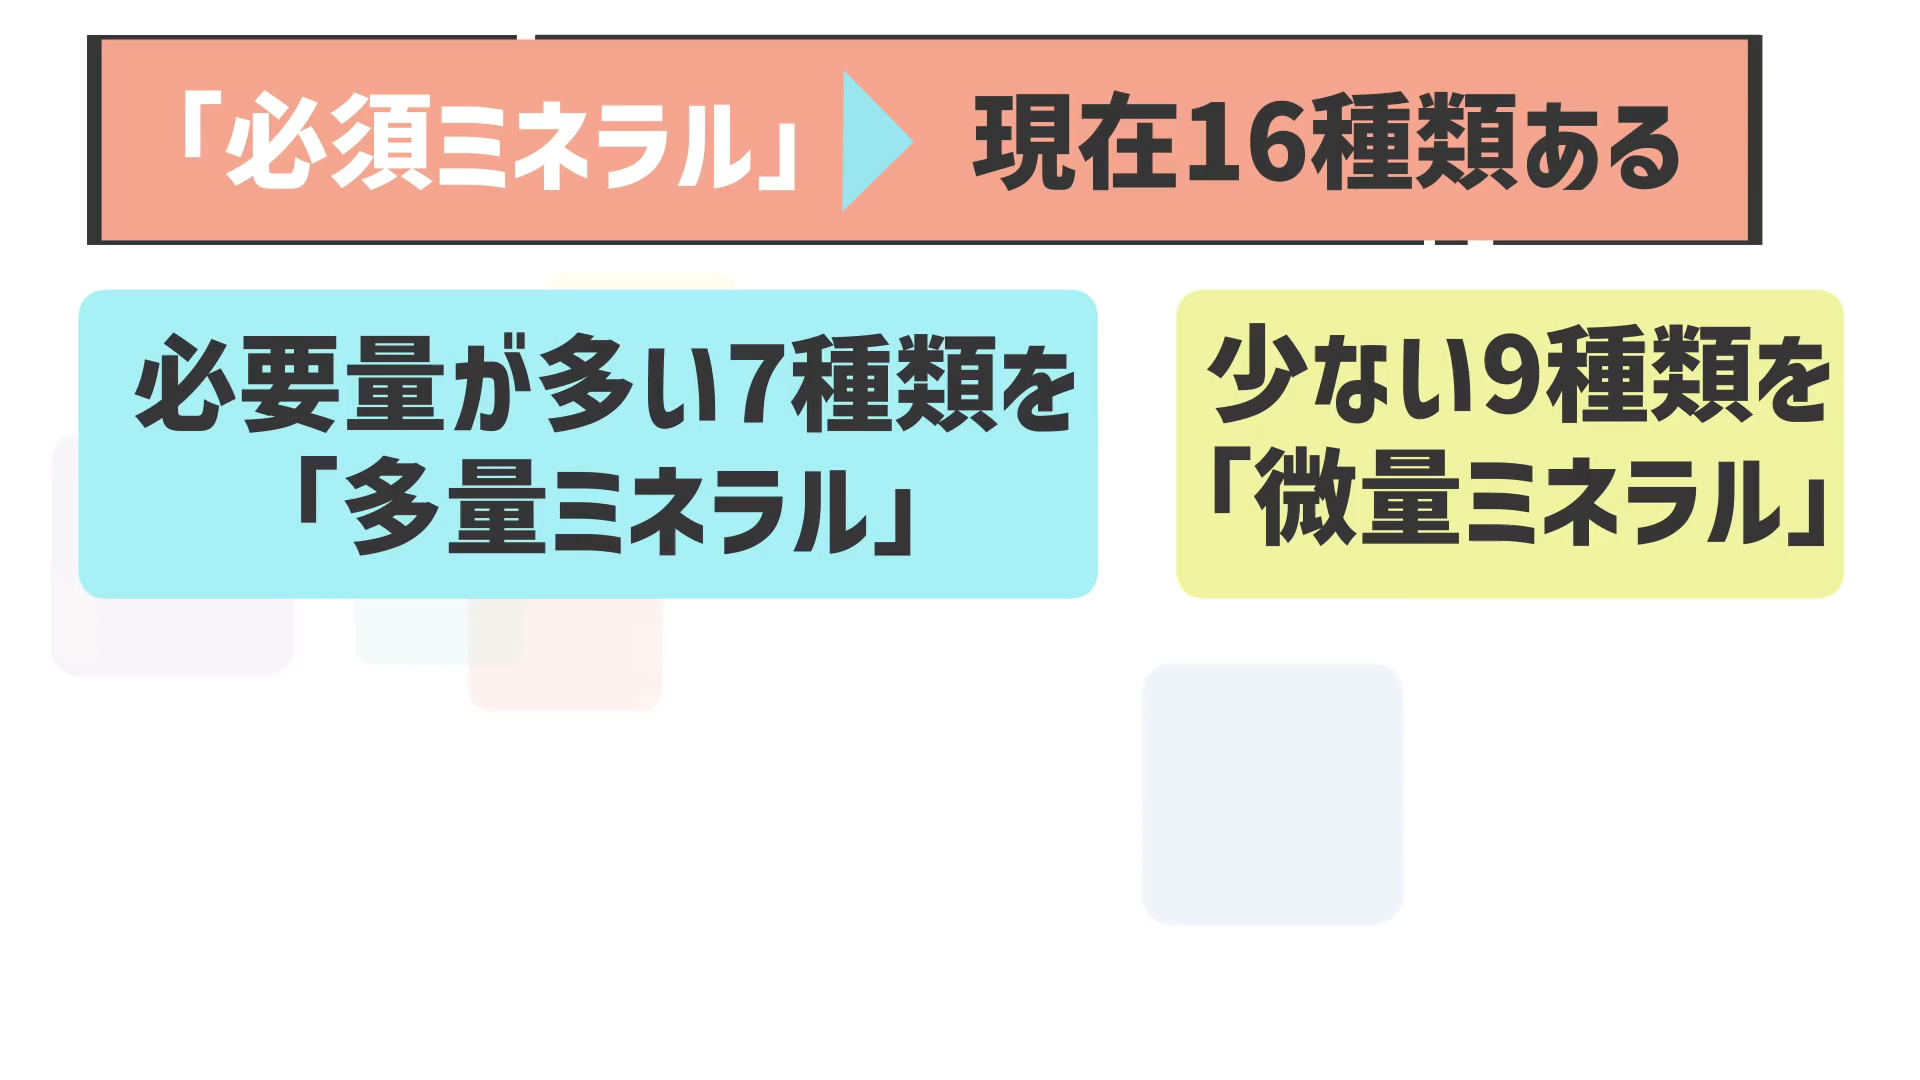 「必須ミネラル」 現在16種類ある
必要量が多い7種類を
「多量ミネラル」
少ない9種類を
「微量ミネラル」